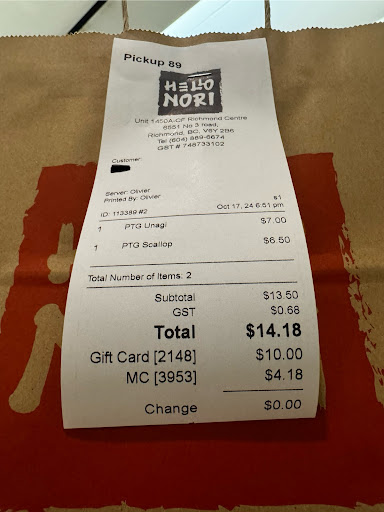 Pickup 89
HELLO
NORI
Unit 1450A-OF Richmond Centre
6551 No 3 road,
Richmond, BC, V6Y 2B6
Tel (604) 889-6674
GST # 748733102
Customer:
Server: Olivier
Printed By: Olivier
s1
ID: 113389 #2
Oct 17, 24 6:51 pm
1 PTG Unagi $7.00
1 PTG Scallop $6.50
Total Number of Items: 2
Subtotal $13.50
GST $0.68
Total $14.18
Gift Card [2148] $10.00
MC [3953] $4.18
Change $0.00